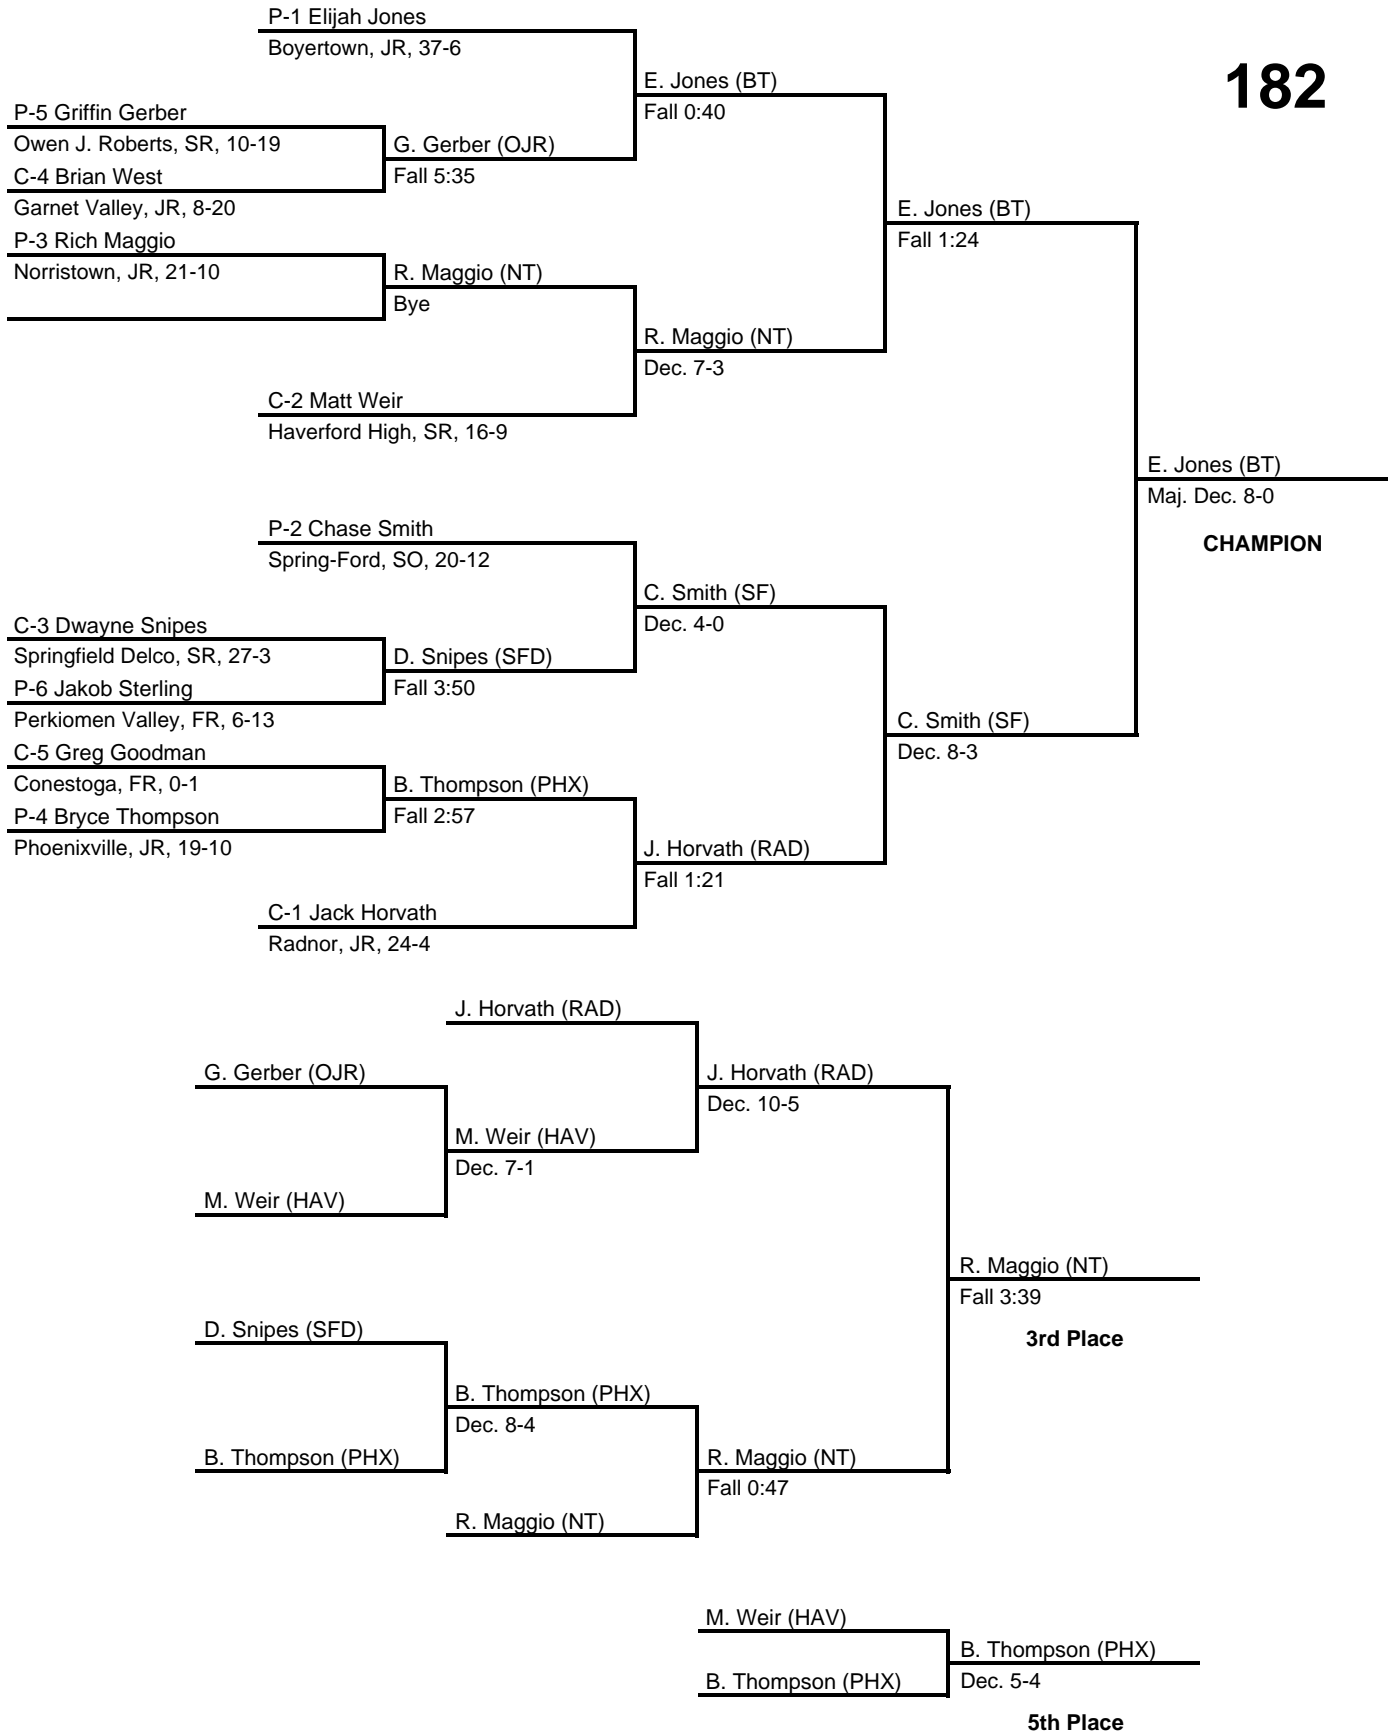 P-1 Elijah Jones
Boyertown, JR, 37-6
182
E. Jones (BT)
Fall 0:40
P-5 Griffin Gerber
Owen J. Roberts, SR, 10-19
G. Gerber (OJR)
Fall 5:35
C-4 Brian West
Garnet Valley, JR, 8-20
E. Jones (BT)
Fall 1:24
P-3 Rich Maggio
Norristown, JR, 21-10
R. Maggio (NT)
Bye
R. Maggio (NT)
Dec. 7-3
C-2 Matt Weir
Haverford High, SR, 16-9
E. Jones (BT)
Maj. Dec. 8-0
CHAMPION
P-2 Chase Smith
Spring-Ford, SO, 20-12
C. Smith (SF)
Dec. 4-0
C-3 Dwayne Snipes
Springfield Delco, SR, 27-3
D. Snipes (SFD)
Fall 3:50
P-6 Jakob Sterling
Perkiomen Valley, FR, 6-13
C. Smith (SF)
Dec. 8-3
C-5 Greg Goodman
Conestoga, FR, 0-1
B. Thompson (PHX)
Fall 2:57
P-4 Bryce Thompson
Phoenixville, JR, 19-10
J. Horvath (RAD)
Fall 1:21
C-1 Jack Horvath
Radnor, JR, 24-4
J. Horvath (RAD)
G. Gerber (OJR)
J. Horvath (RAD)
Dec. 10-5
M. Weir (HAV)
Dec. 7-1
M. Weir (HAV)
R. Maggio (NT)
Fall 3:39
3rd Place
D. Snipes (SFD)
B. Thompson (PHX)
Dec. 8-4
B. Thompson (PHX)
R. Maggio (NT)
Fall 0:47
R. Maggio (NT)
M. Weir (HAV)
B. Thompson (PHX)
Dec. 5-4
B. Thompson (PHX)
5th Place